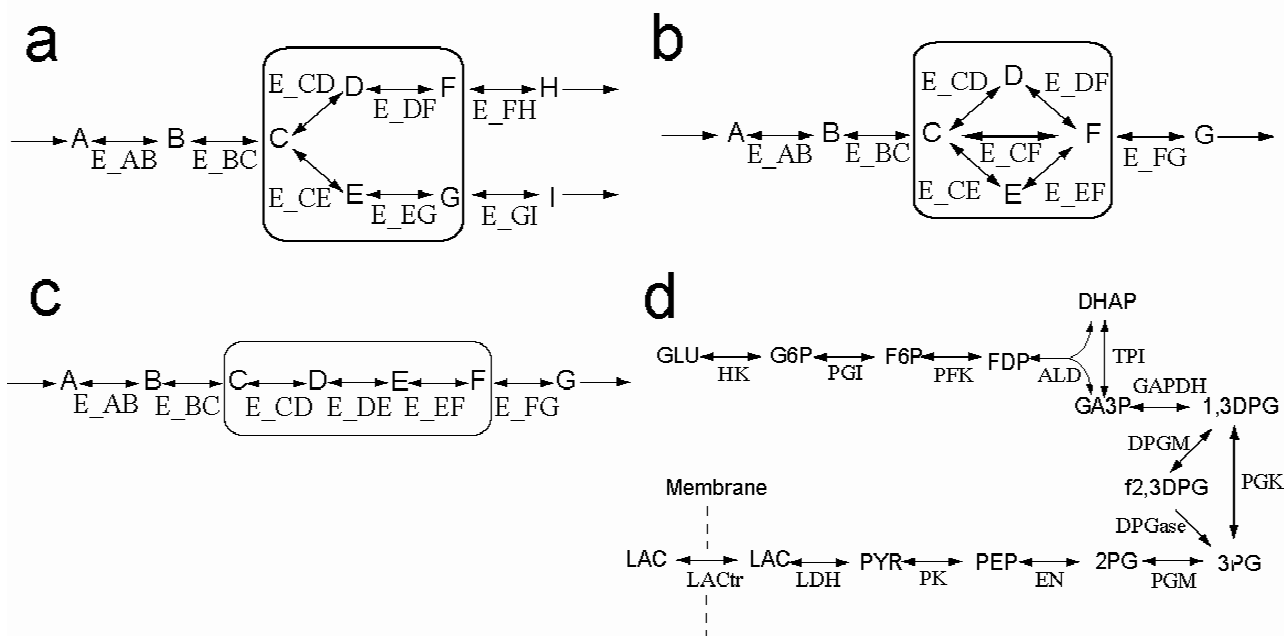 a
E_CD D F H
E_DF E_FH
A B C
E_AB E_BC
E_CE E G I
E_EG E_GI
b
E_CD D E_DF
A B C F G
E_AB E_BC E_CF E_FG
E_CE E E_EF
c
A B C D E F G
E_AB E_BC E_CD E_DE E_EF E_FG
d
DHAP
GLU G6P F6P FDP TPI
HK PGI PFK ALD
GAPDH
GA3P 1,3DPG
DPGM
f2,3DPG PGK
DPGase
Membrane
LAC LAC PYR PEP 2PG 3PG
LACtr LDH PK EN PGM